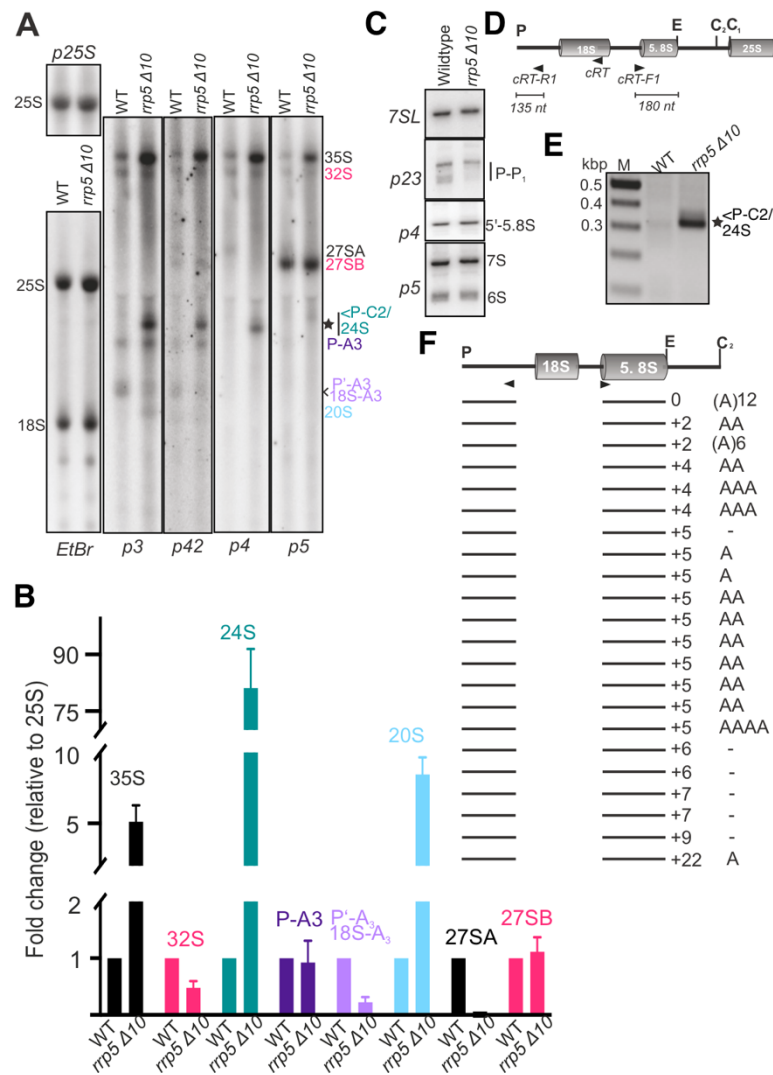 A
p25S
25S
WT
rrp5 Δ10
WT
rrp5 Δ10
WT
rrp5 Δ10
WT
rrp5 Δ10
WT
rrp5 Δ10
25S
18S
35S
32S
27SA
27SB
<P-C2/
24S
P-A3
P'-A3
18S-A3
20S
EtBr
p3
p42
p4
p5
C
Wildtype
rrp5 Δ10
7SL
p23
P-P₁
p4
5'-5.8S
p5
7S
6S
D
E
C₂
C₁
18S
5. 8S
25S
cRT-R1
cRT
cRT-F1
135 nt
180 nt
E
kbp
M
WT
rrp5 Δ10
0.5
0.4
0.3
<P-C2/
24S
F
P
E
C₂
18S
5. 8S
0 (A)12
+2 AA
+2 (A)6
+4 AA
+4 AAA
+4 AAA
+5 -
+5 A
+5 A
+5 AA
+5 AA
+5 AA
+5 AA
+5 AA
+5 AA
+5 AAAA
+6 -
+6 -
+7 -
+7 -
+9 -
+22 A
B
Fold change (relative to 25S)
90
75
10
5
2
1
35S
32S
24S
P-A3
P'-A₃
18S-A₃
20S
27SA
27SB
WT
rrp5 Δ10
WT
rrp5 Δ10
WT
rrp5 Δ10
WT
rrp5 Δ10
WT
rrp5 Δ10
WT
rrp5 Δ10
WT
rrp5 Δ10
WT
rrp5 Δ10